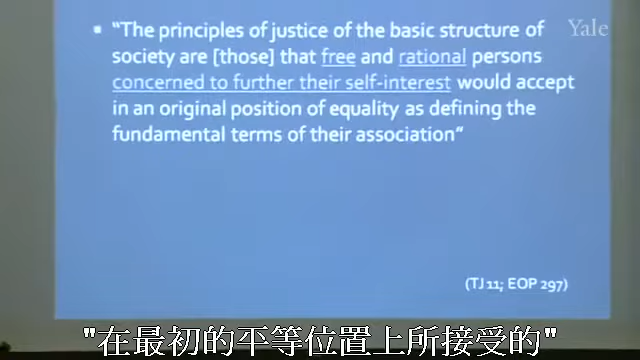 Yale
▪ "The principles of justice of the basic structure of
society are [those] that free and rational persons
concerned to further their self-interest would accept
in an original position of equality as defining the
fundamental terms of their association"
(TJ 11; EOP 297)
"在最初的平等位置上所接受的"